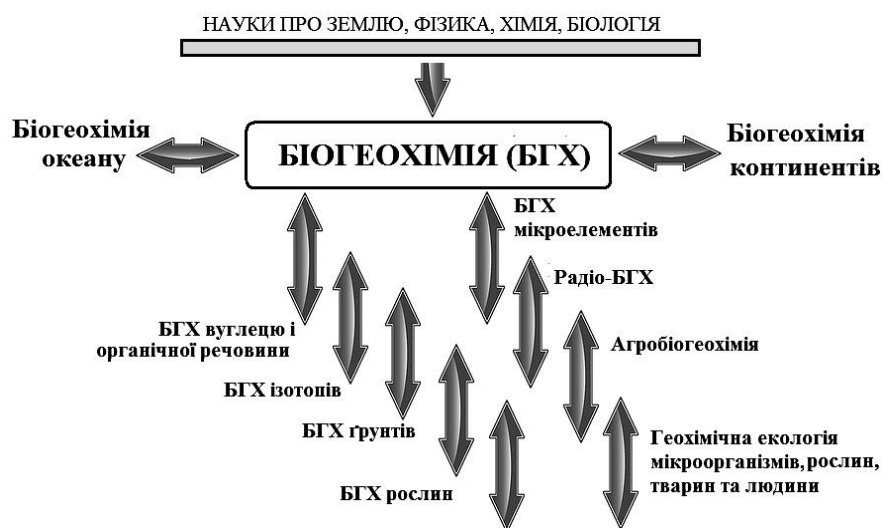 НАУКИ ПРО ЗЕМЛЮ, ФІЗИКА, ХІМІЯ, БІОЛОГІЯ
Біогеохімія
океану
БІОГЕОХІМІЯ (БГХ)
Біогеохімія
континентів
БГХ
мікроелементів
Радіо-БГХ
БГХ вуглецю і
органічної речовини
Агробіогеохімія
БГХ ізотопів
БГХ ґрунтів
Геохімічна екологія
мікроорганізмів, рослин,
тварин та людини
БГХ рослин